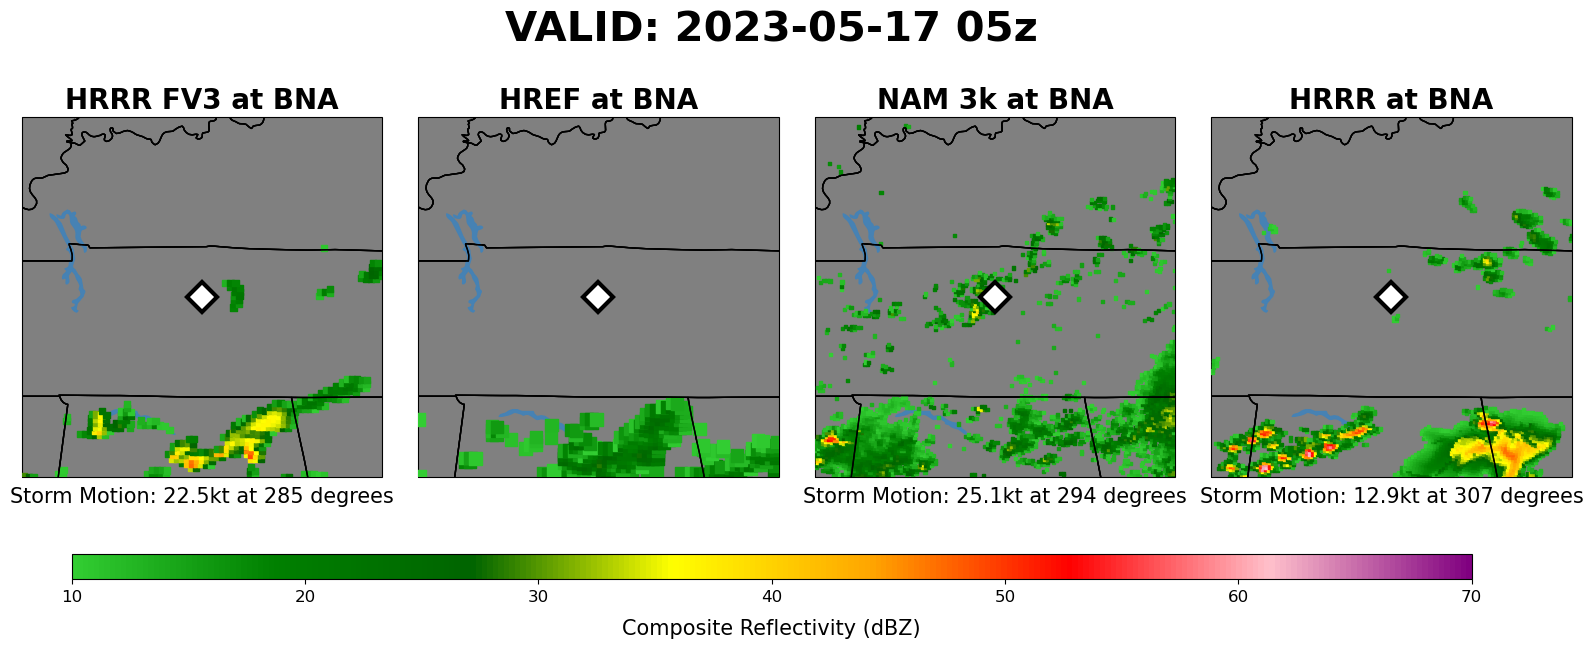 VALID: 2023-05-17 05z
HRRR FV3 at BNA
HREF at BNA
NAM 3k at BNA
HRRR at BNA
Storm Motion: 22.5kt at 285 degrees
Storm Motion: 25.1kt at 294 degrees
Storm Motion: 12.9kt at 307 degrees
10 20 30 40 50 60 70
Composite Reflectivity (dBZ)